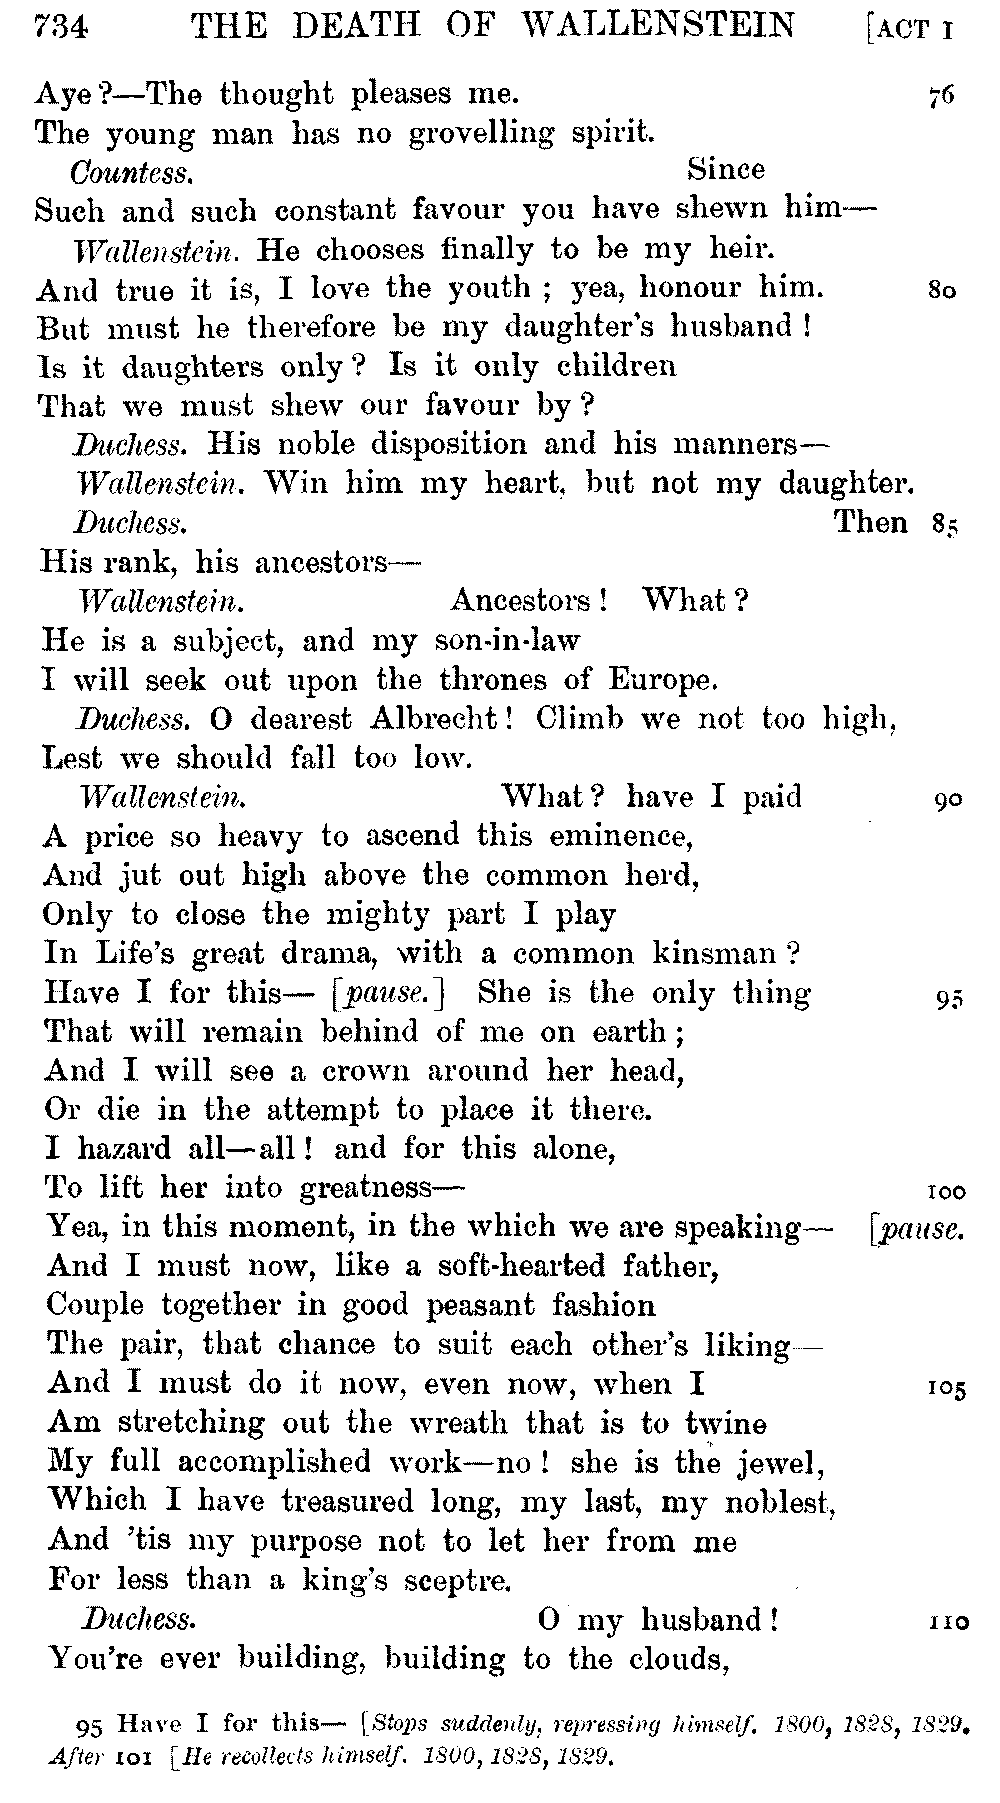 734 THE DEATH OF WALLENSTEIN [ACT I
Aye?—The thought pleases me. 76
The young man has no grovelling spirit.
Countess. Since
Such and such constant favour you have shewn him—
Wallenstein. He chooses finally to be my heir.
And true it is, I love the youth; yea, honour him. 80
But must he therefore be my daughter's husband!
Is it daughters only? Is it only children
That we must shew our favour by?
Duchess. His noble disposition and his manners—
Wallenstein. Win him my heart, but not my daughter.
Duchess. Then 85
His rank, his ancestors—
Wallenstein. Ancestors! What?
He is a subject, and my son-in-law
I will seek out upon the thrones of Europe.
Duchess. O dearest Albrecht! Climb we not too high,
Lest we should fall too low.
Wallenstein. What? have I paid 90
A price so heavy to ascend this eminence,
And jut out high above the common herd,
Only to close the mighty part I play
In Life's great drama, with a common kinsman?
Have I for this— [pause.] She is the only thing 95
That will remain behind of me on earth;
And I will see a crown around her head,
Or die in the attempt to place it there.
I hazard all—all! and for this alone,
To lift her into greatness— 100
Yea, in this moment, in the which we are speaking— [pause.
And I must now, like a soft-hearted father,
Couple together in good peasant fashion
The pair, that chance to suit each other's liking—
And I must do it now, even now, when I 105
Am stretching out the wreath that is to twine
My full accomplished work—no! she is the jewel,
Which I have treasured long, my last, my noblest,
And 'tis my purpose not to let her from me
For less than a king's sceptre.
Duchess. O my husband! 110
You're ever building, building to the clouds,
95 Have I for this— [Stops suddenly, repressing himself. 1800, 1828, 1829.
After 101 [He recollects himself. 1800, 1828, 1829.